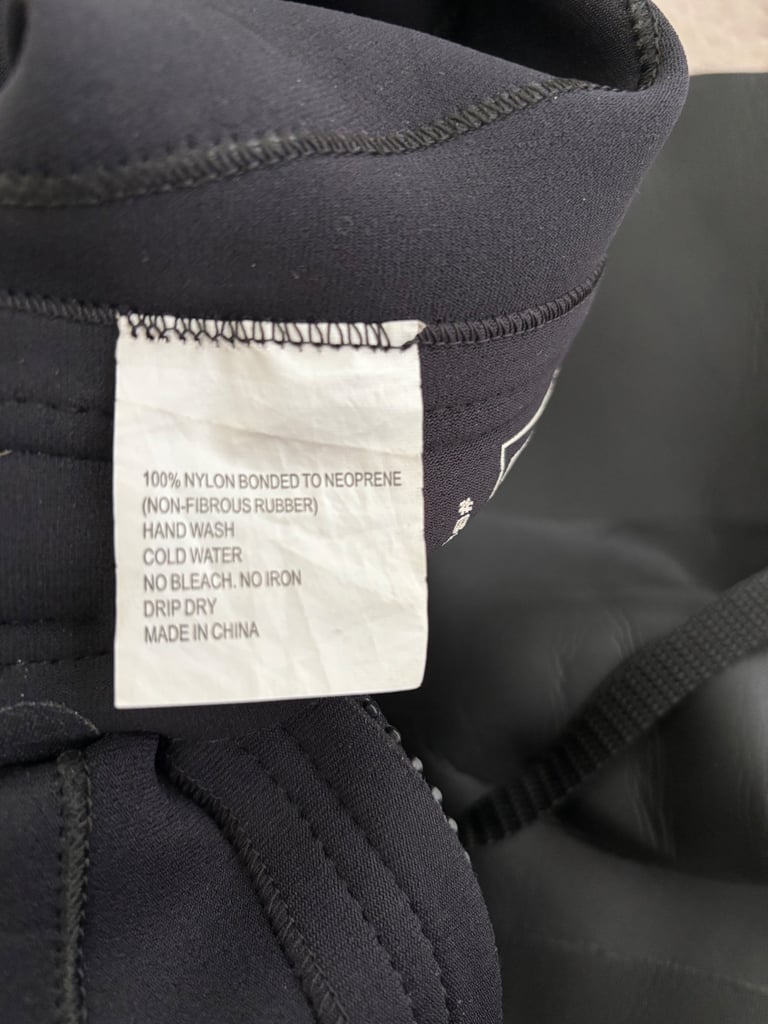 100% NYLON BONDED TO NEOPRENE
(NON-FIBROUS RUBBER)
HAND WASH
COLD WATER
NO BLEACH. NO IRON
DRIP DRY
MADE IN CHINA